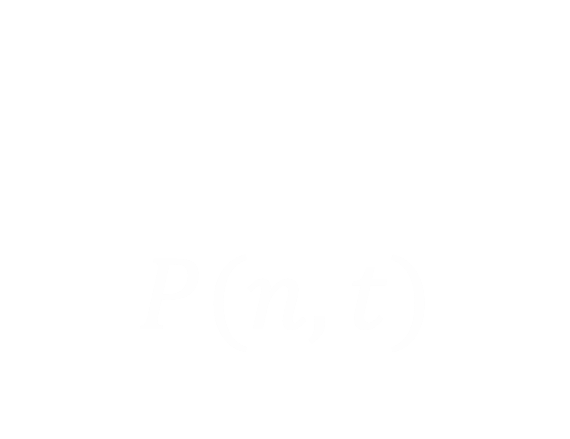 P(n, t)